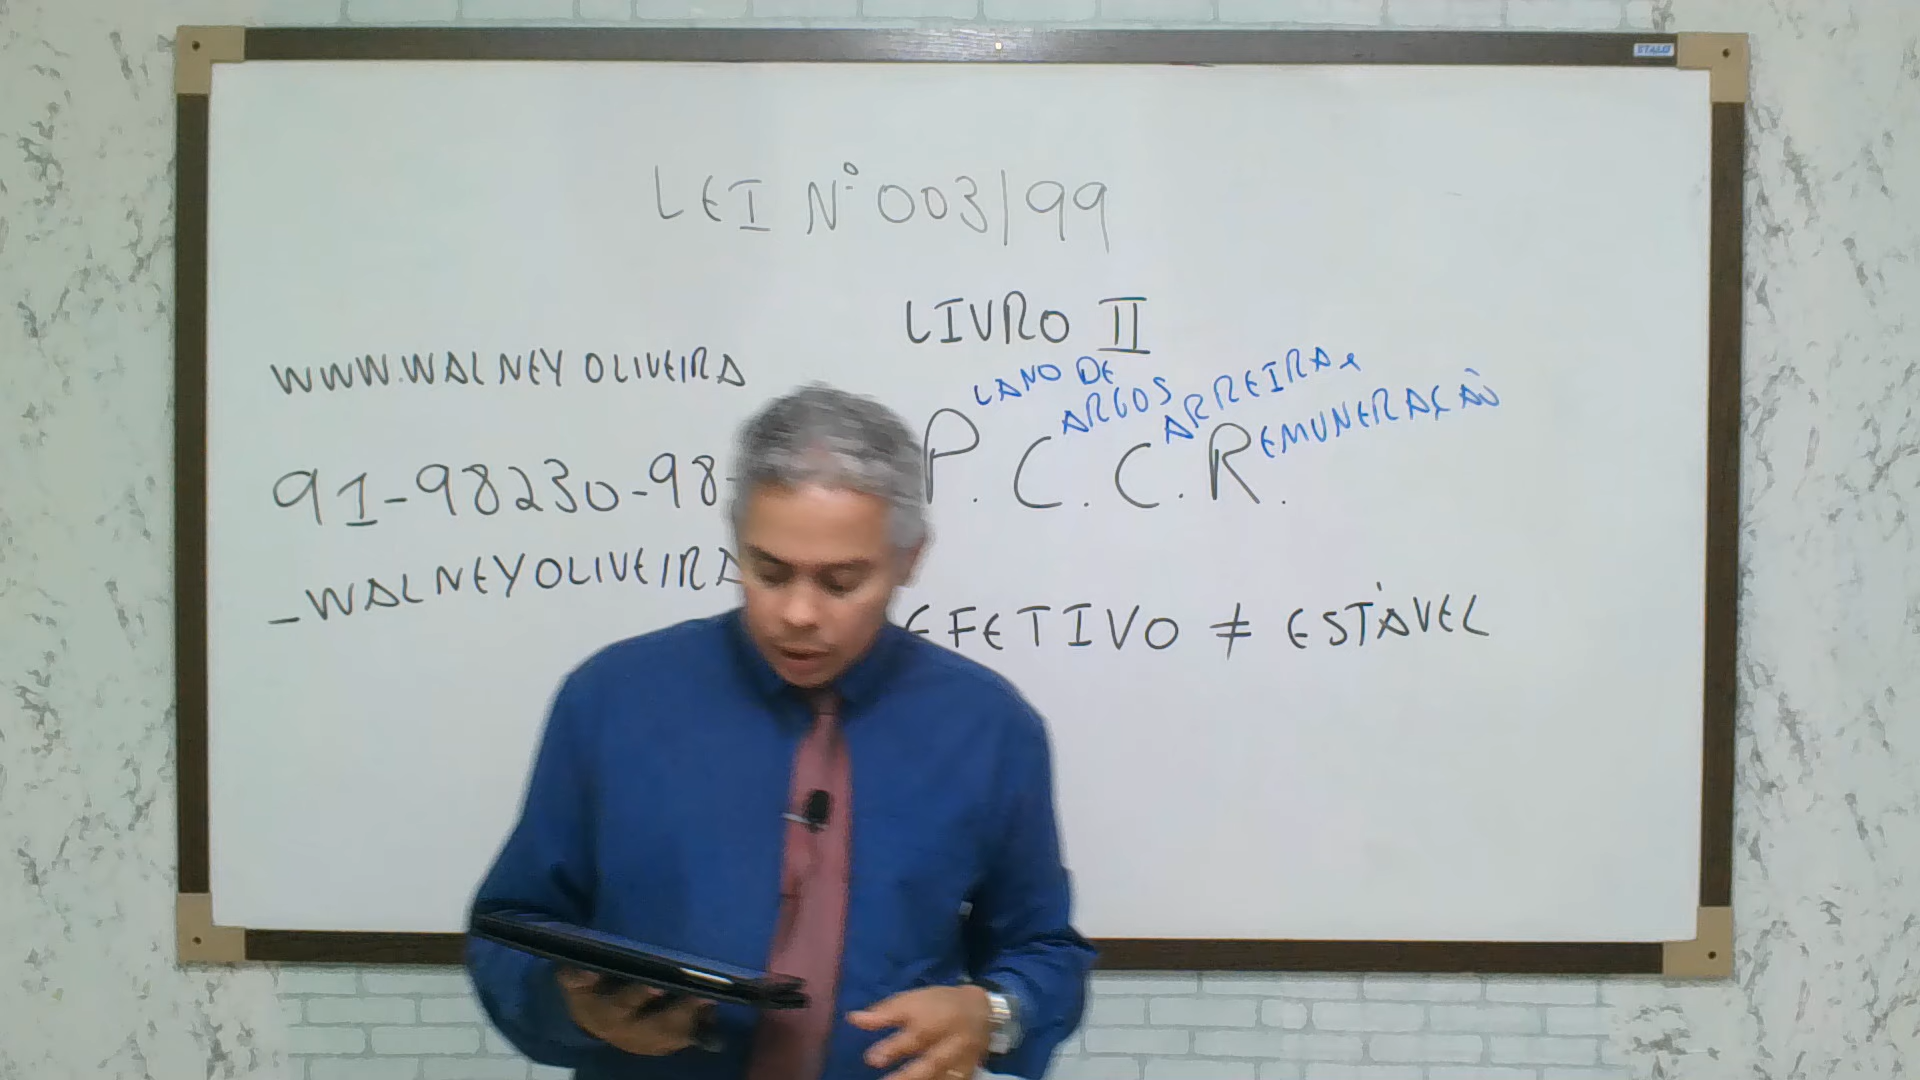 STALO
LEI Nº 003/99
LIVRO II
WWW.WALNEYOLIVEIRA
LANO DE
ARGOS
ARREIRA E
EMUNERAÇÃO
P. C. C. R.
91-98230-98
_WALNEYOLIVEIRA
EFETIVO ≠ ESTÁVEL